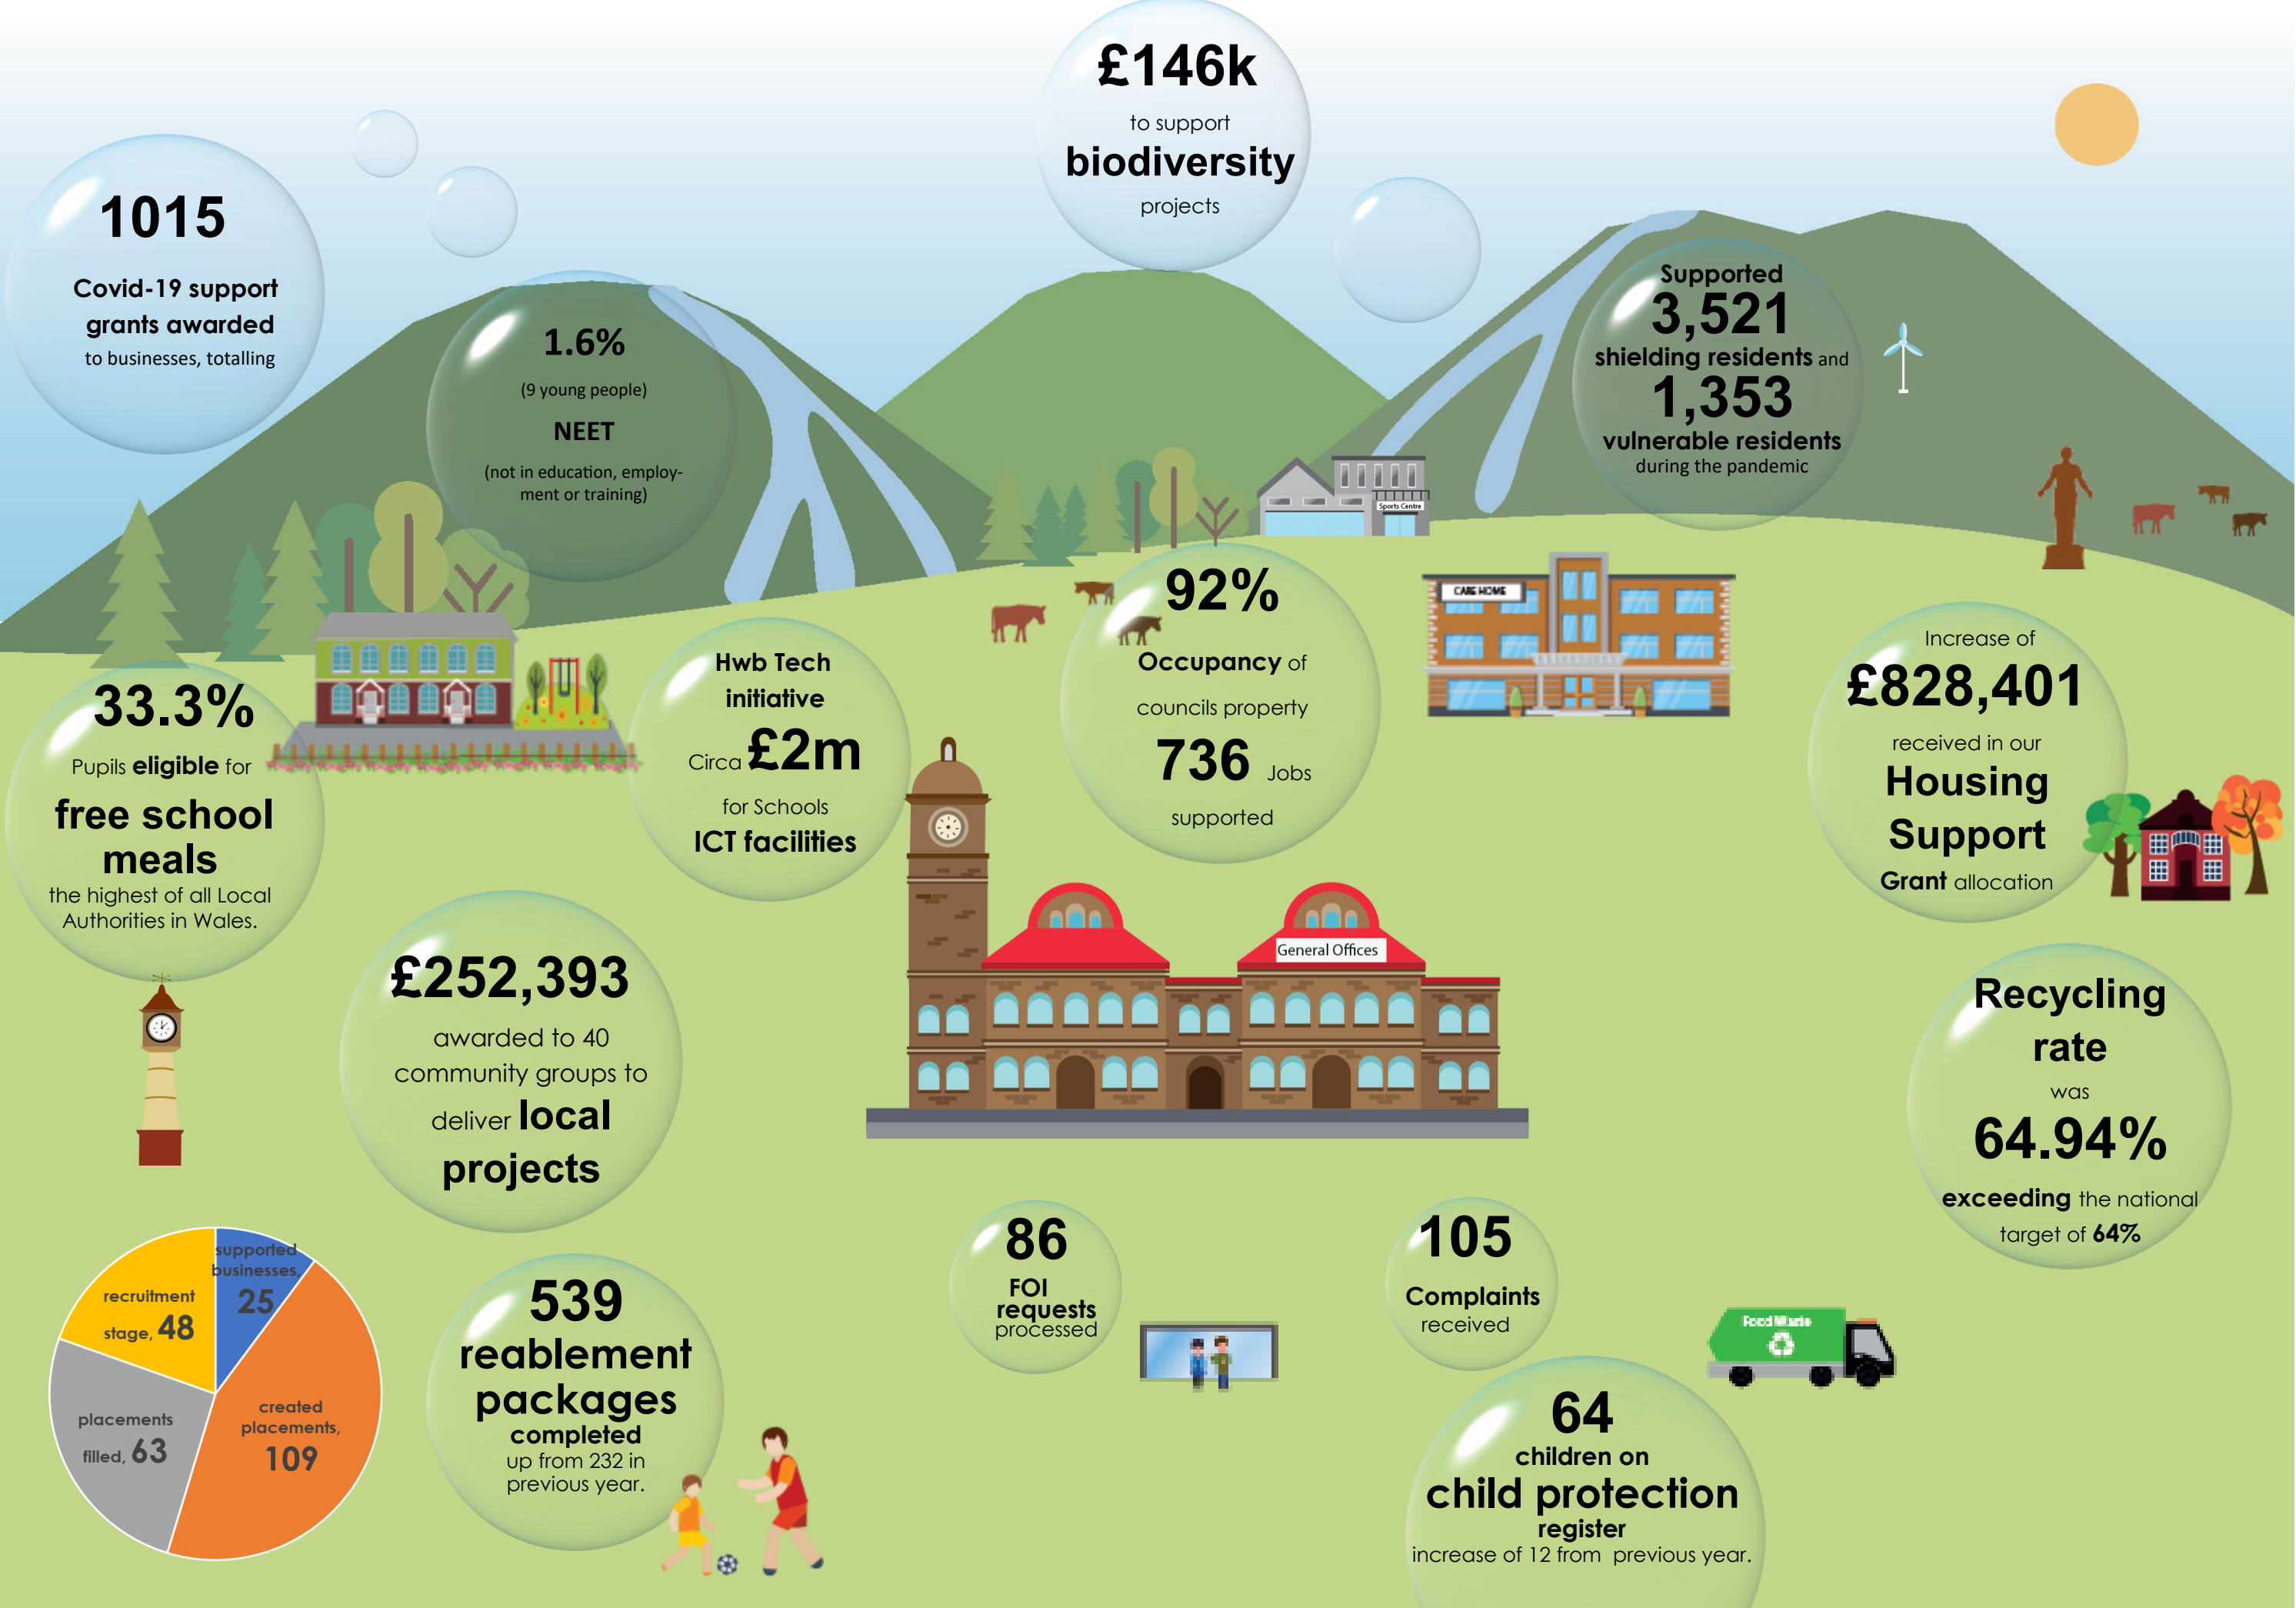 £146k
to support
biodiversity
projects
1015
Covid-19 support
grants awarded
to businesses, totalling
1.6%
(9 young people)
NEET
(not in education, employ-
ment or training)
Supported
3,521
shielding residents and
1,353
vulnerable residents
during the pandemic
Sports Centre
CARE HOME
92%
Occupancy of
councils property
736 Jobs
supported
33.3%
Pupils eligible for
free school
meals
the highest of all Local
Authorities in Wales.
Hwb Tech
initiative
Circa £2m
for Schools
ICT facilities
Increase of
£828,401
received in our
Housing
Support
Grant allocation
General Offices
£252,393
awarded to 40
community groups to
deliver local
projects
Recycling
rate
was
64.94%
exceeding the national
target of 64%
supported
businesses,
25
recruitment
stage, 48
placements
filled, 63
created
placements,
109
539
reablement
packages
completed
up from 232 in
previous year.
86
FOI
requests
processed
105
Complaints
received
Food Waste
64
children on
child protection
register
increase of 12 from previous year.